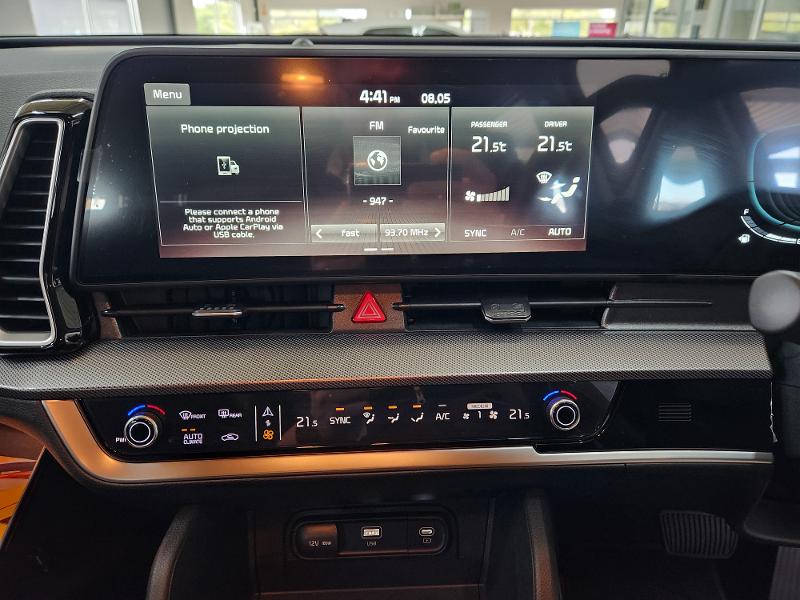 Menu
4:41 PM 08.05
Phone projection
Please connect a phone
that supports Android
Auto or Apple CarPlay via
USB cable.
FM
Favourite
- 947 -
fast
93.70 MHz
PASSENGER
DRIVER
21.5°C
21.5°C
SYNC
A/C
AUTO
FRONT
REAR
AUTO
CLIMATE
21.5
SYNC
A/C
1
21.5
12V
USB
F